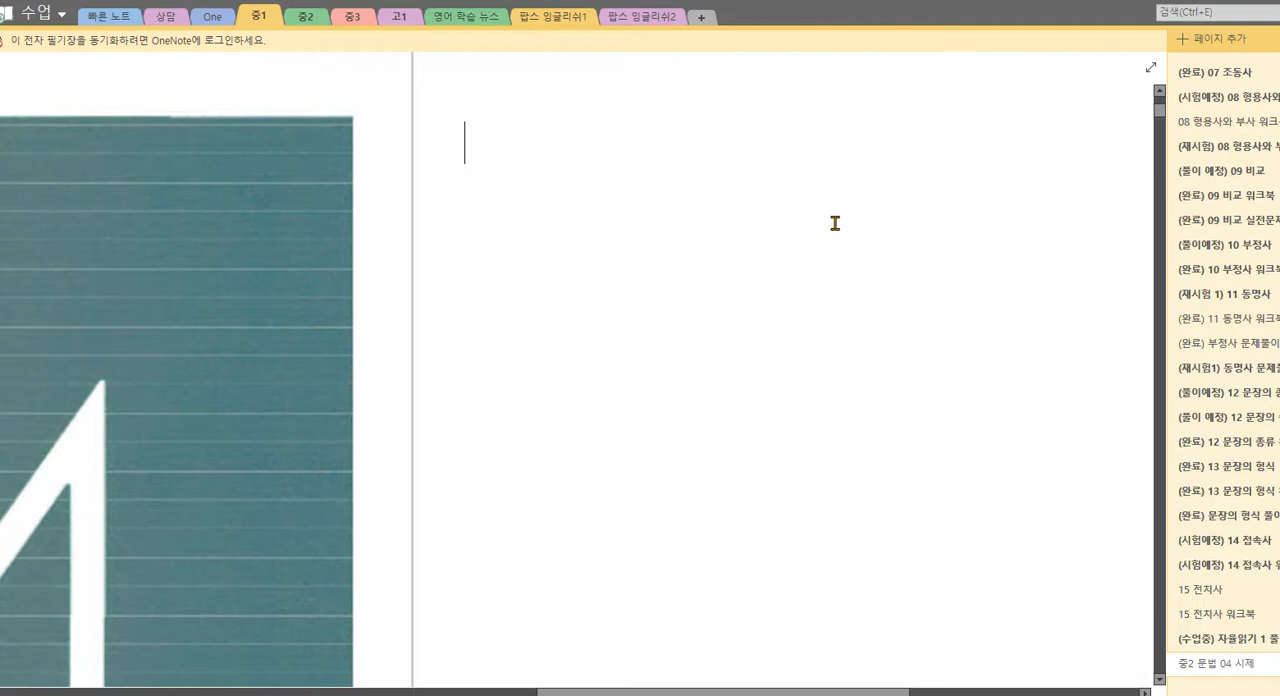 수업
빠른 노트
상담
One
중1
중2
중3
고1
영어 학습 뉴스
팝스 잉글리쉬1
팝스 잉글리쉬2
+
검색(Ctrl+E)
이 전자 필기장을 동기화하려면 OneNote에 로그인하세요.
페이지 추가
(완료) 07 조동사
(시험예정) 08 형용사와
08 형용사와 부사 워크
(재시험) 08 형용사와 부
(풀이 예정) 09 비교
(완료) 09 비교 워크북
(완료) 09 비교 실전문
(풀이예정) 10 부정사
(완료) 10 부정사 워크북
(재시험 1) 11 동명사
(완료) 11 동명사 워크북
(완료) 부정사 문제풀이
(재시험1) 동명사 문제
(풀이예정) 12 문장의
(풀이 예정) 12 문장의
(완료) 12 문장의 종류
(완료) 13 문장의 형식
(완료) 13 문장의 형식
(완료) 문장의 형식 풀이
(시험예정) 14 접속사
(시험예정) 14 접속사
15 전치사
15 전치사 워크북
(수업중) 자율읽기 1 풀
중2 문법 04 시제